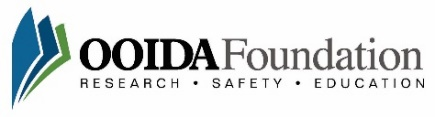 OOIDA Foundation
RESEARCH • SAFETY • EDUCATION